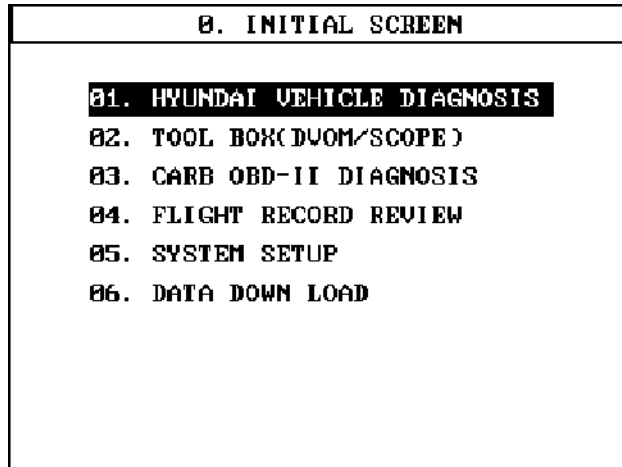 0. INITIAL SCREEN
01. HYUNDAI VEHICLE DIAGNOSIS
02. TOOL BOX(DVOM/SCOPE)
03. CARB OBD-II DIAGNOSIS
04. FLIGHT RECORD REVIEW
05. SYSTEM SETUP
06. DATA DOWN LOAD